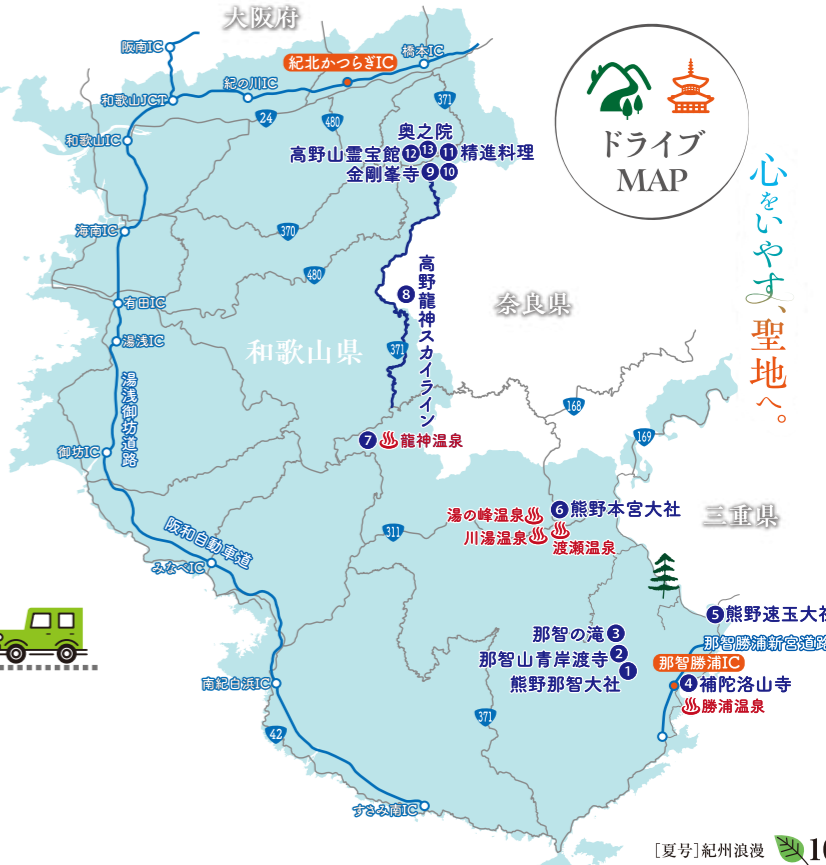 大阪府
阪南IC
紀北かつらぎIC
橋本IC
紀の川IC
和歌山JCT
371
24
480
和歌山IC
奥之院
高野山霊宝館 12 13 11 精進料理
金剛峯寺 9 10
ドライブ
MAP
心をいやす、聖地へ。
海南IC
370
480
高野龍神スカイライン
8
奈良県
有田IC
湯浅IC
和歌山県
371
湯浅御坊道路
168
169
御坊IC
7 龍神温泉
湯の峰温泉
6 熊野本宮大社
川湯温泉
渡瀬温泉
三重県
阪和自動車道
311
みなべIC
5 熊野速玉大社
那智の滝 3
那智勝浦新宮道路
那智山青岸渡寺 2
那智勝浦IC
1
熊野那智大社
4 補陀洛山寺
勝浦温泉
南紀白浜IC
371
42
すさみ南IC
[夏号]紀州浪漫